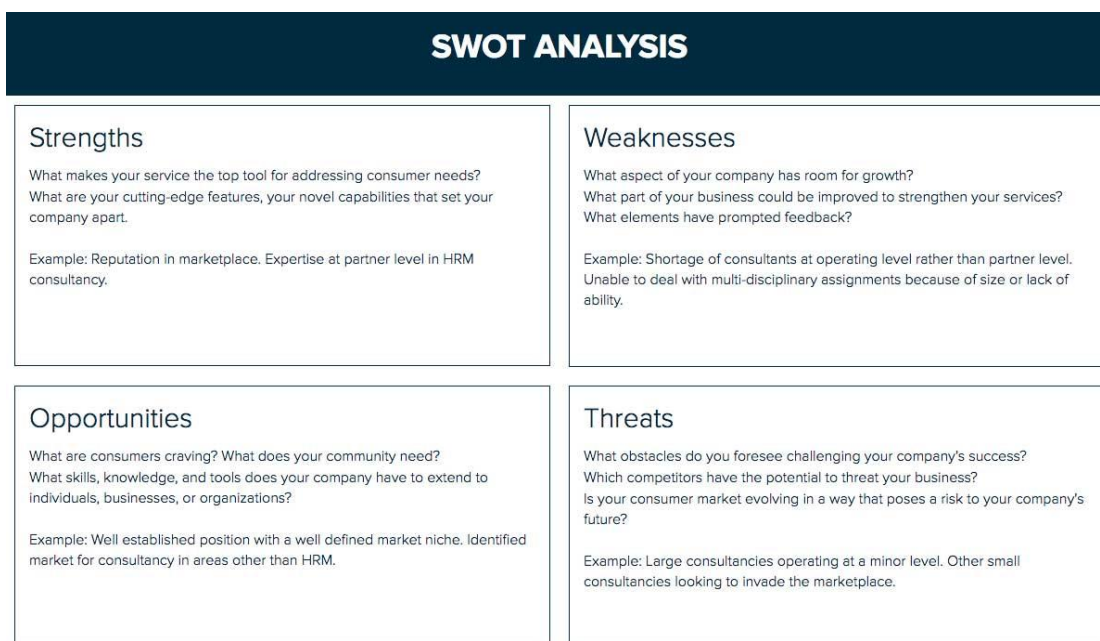 SWOT ANALYSIS
Strengths
What makes your service the top tool for addressing consumer needs?
What are your cutting-edge features, your novel capabilities that set your
company apart.
Example: Reputation in marketplace. Expertise at partner level in HRM
consultancy.
Weaknesses
What aspect of your company has room for growth?
What part of your business could be improved to strengthen your services?
What elements have prompted feedback?
Example: Shortage of consultants at operating level rather than partner level.
Unable to deal with multi-disciplinary assignments because of size or lack of
ability.
Opportunities
What are consumers craving? What does your community need?
What skills, knowledge, and tools does your company have to extend to
individuals, businesses, or organizations?
Example: Well established position with a well defined market niche. Identified
market for consultancy in areas other than HRM.
Threats
What obstacles do you foresee challenging your company's success?
Which competitors have the potential to threat your business?
Is your consumer market evolving in a way that poses a risk to your company's
future?
Example: Large consultancies operating at a minor level. Other small
consultancies looking to invade the marketplace.